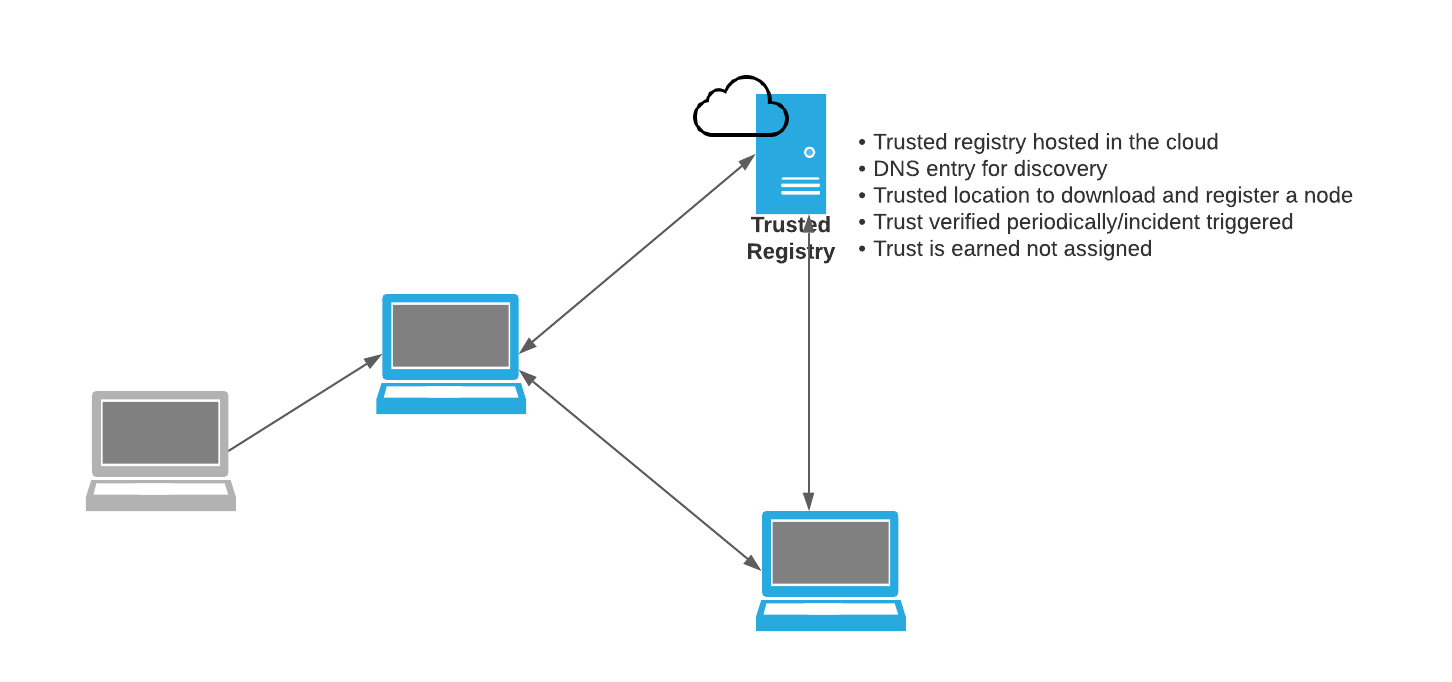 Trusted
Registry
• Trusted registry hosted in the cloud
• DNS entry for discovery
• Trusted location to download and register a node
• Trust verified periodically/incident triggered
• Trust is earned not assigned